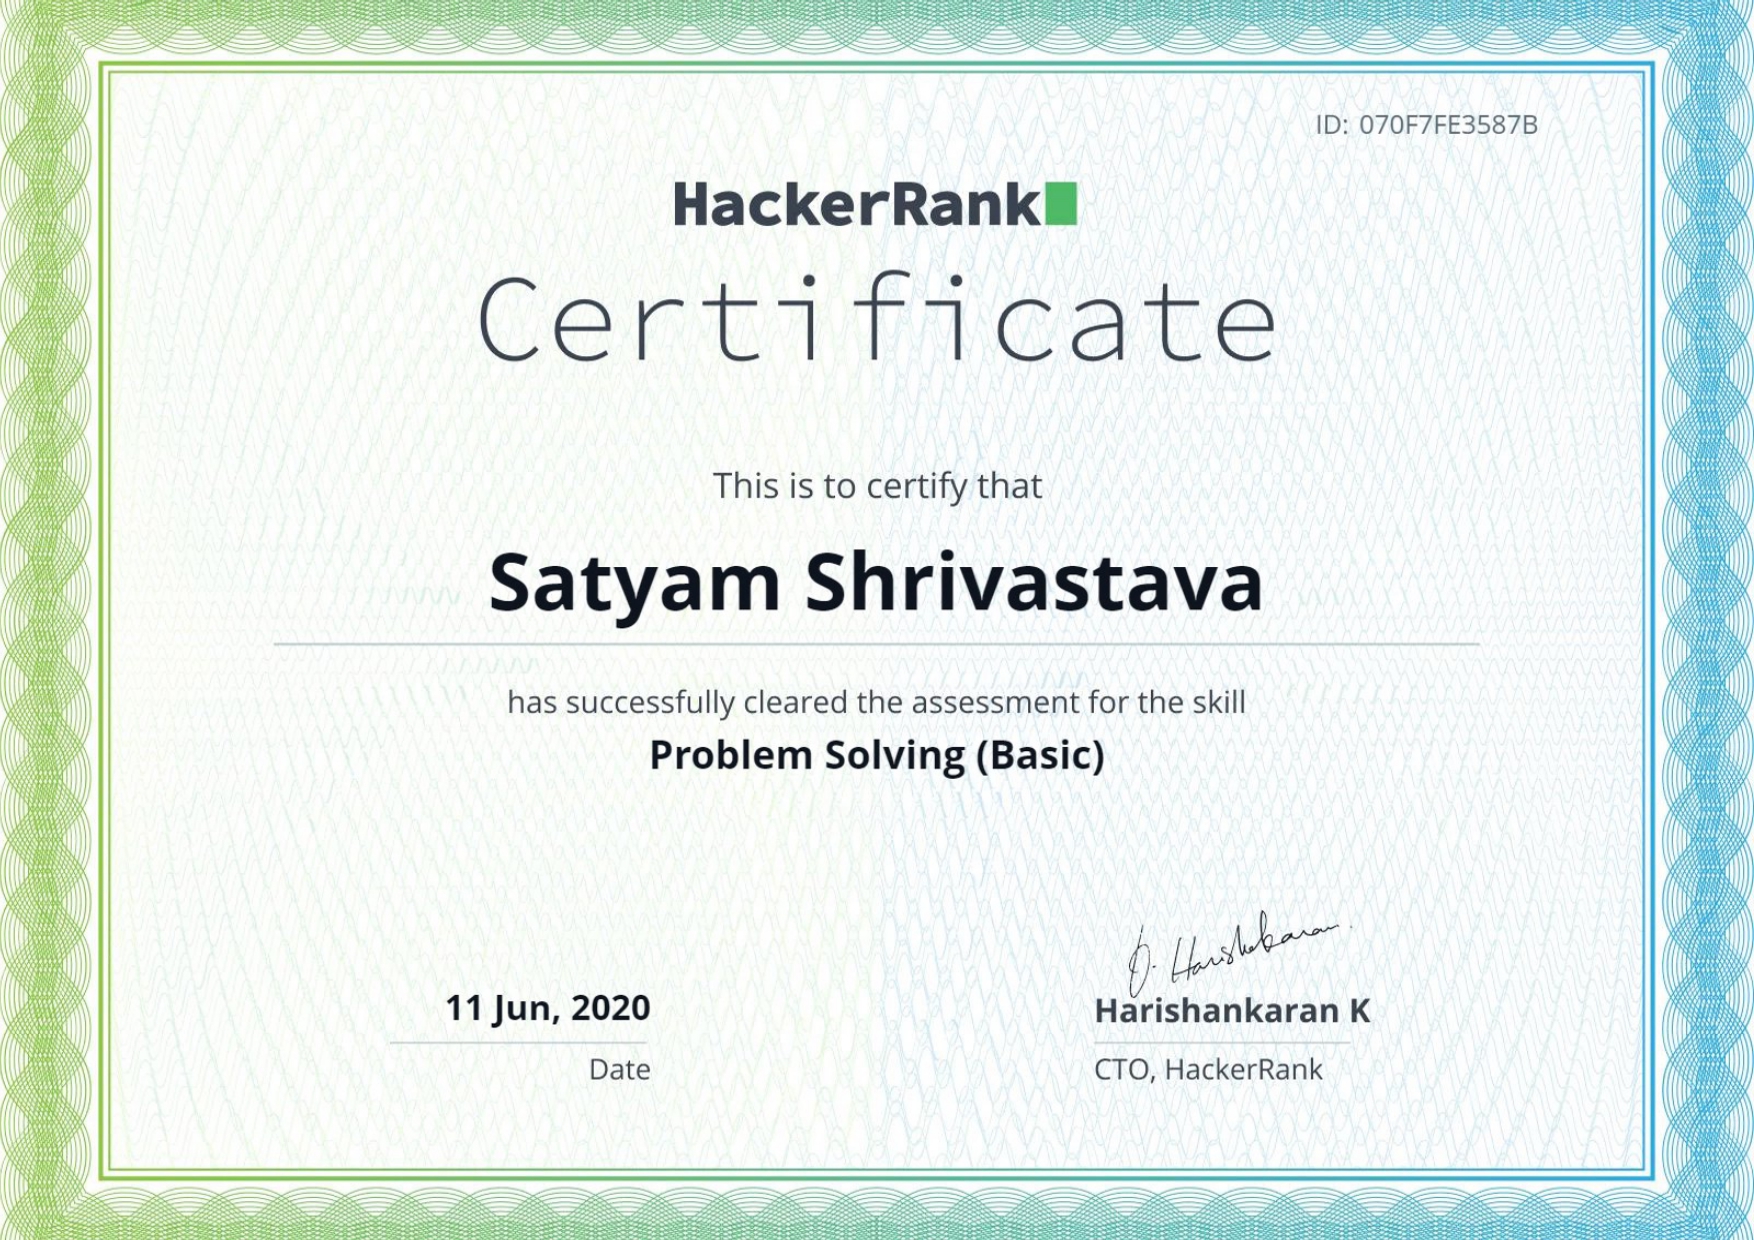 ID: 070F7FE3587B
HackerRank
Certificate
This is to certify that
Satyam Shrivastava
has successfully cleared the assessment for the skill
Problem Solving (Basic)
11 Jun, 2020
Date
Harishankaran K
CTO, HackerRank